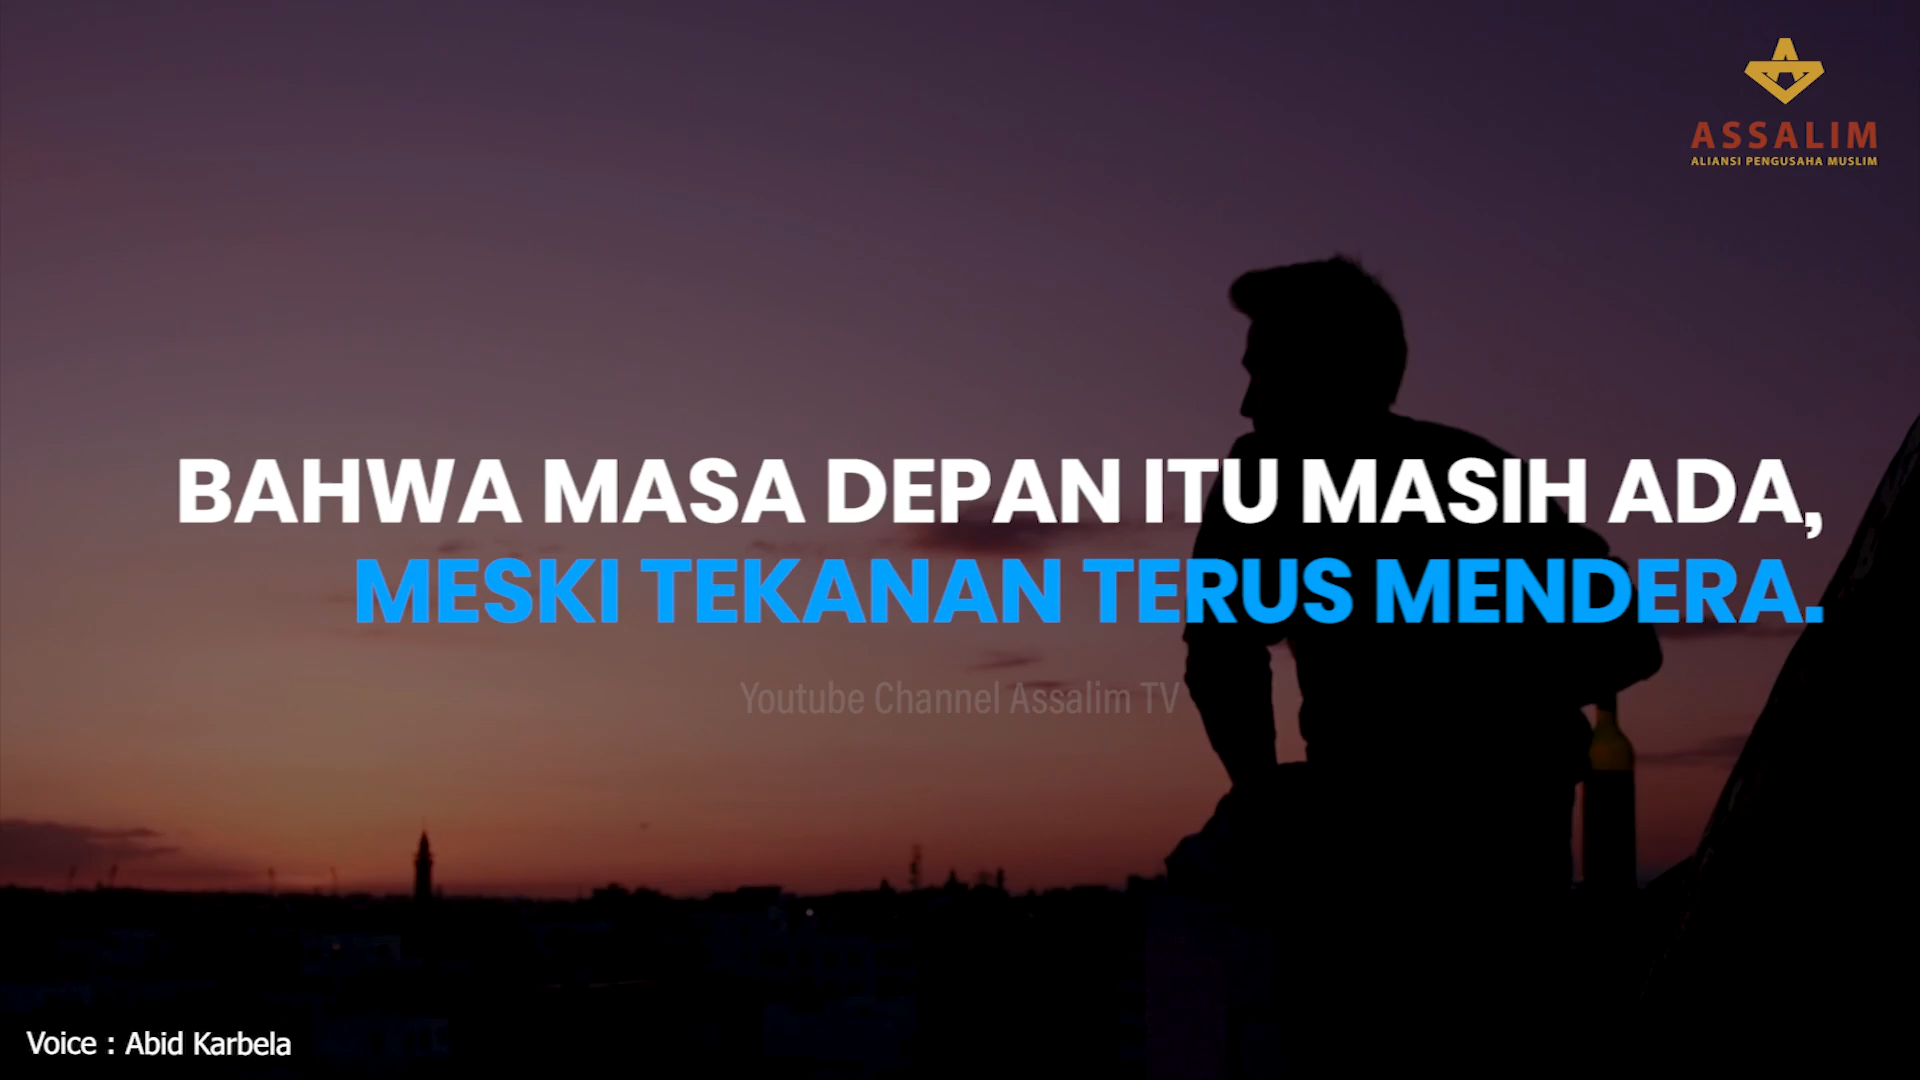 ASSALIM
ALIANSI PENGUSAHA MUSLIM
BAHWA MASA DEPAN ITU MASIH ADA,
MESKI TEKANAN TERUS MENDERA.
Youtube Channel Assalim TV
Voice : Abid Karbela